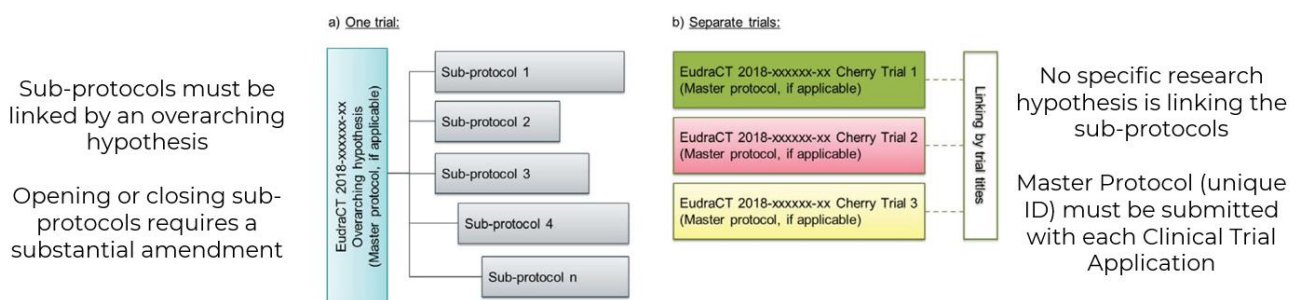 a) One trial:
b) Separate trials:
Sub-protocols must be
linked by an overarching
hypothesis
Opening or closing sub-
protocols requires a
substantial amendment
EudraCT 2018-xxxxxx-xx
Overarching hypothesis
(Master protocol, if applicable)
Sub-protocol 1
Sub-protocol 2
Sub-protocol 3
Sub-protocol 4
Sub-protocol n
EudraCT 2018-xxxxxx-xx Cherry Trial 1
(Master protocol, if applicable)
EudraCT 2018-xxxxxx-xx Cherry Trial 2
(Master protocol, if applicable)
EudraCT 2018-xxxxxx-xx Cherry Trial 3
(Master protocol, if applicable)
Linking by trial titles
No specific research
hypothesis is linking the
sub-protocols
Master Protocol (unique
ID) must be submitted
with each Clinical Trial
Application